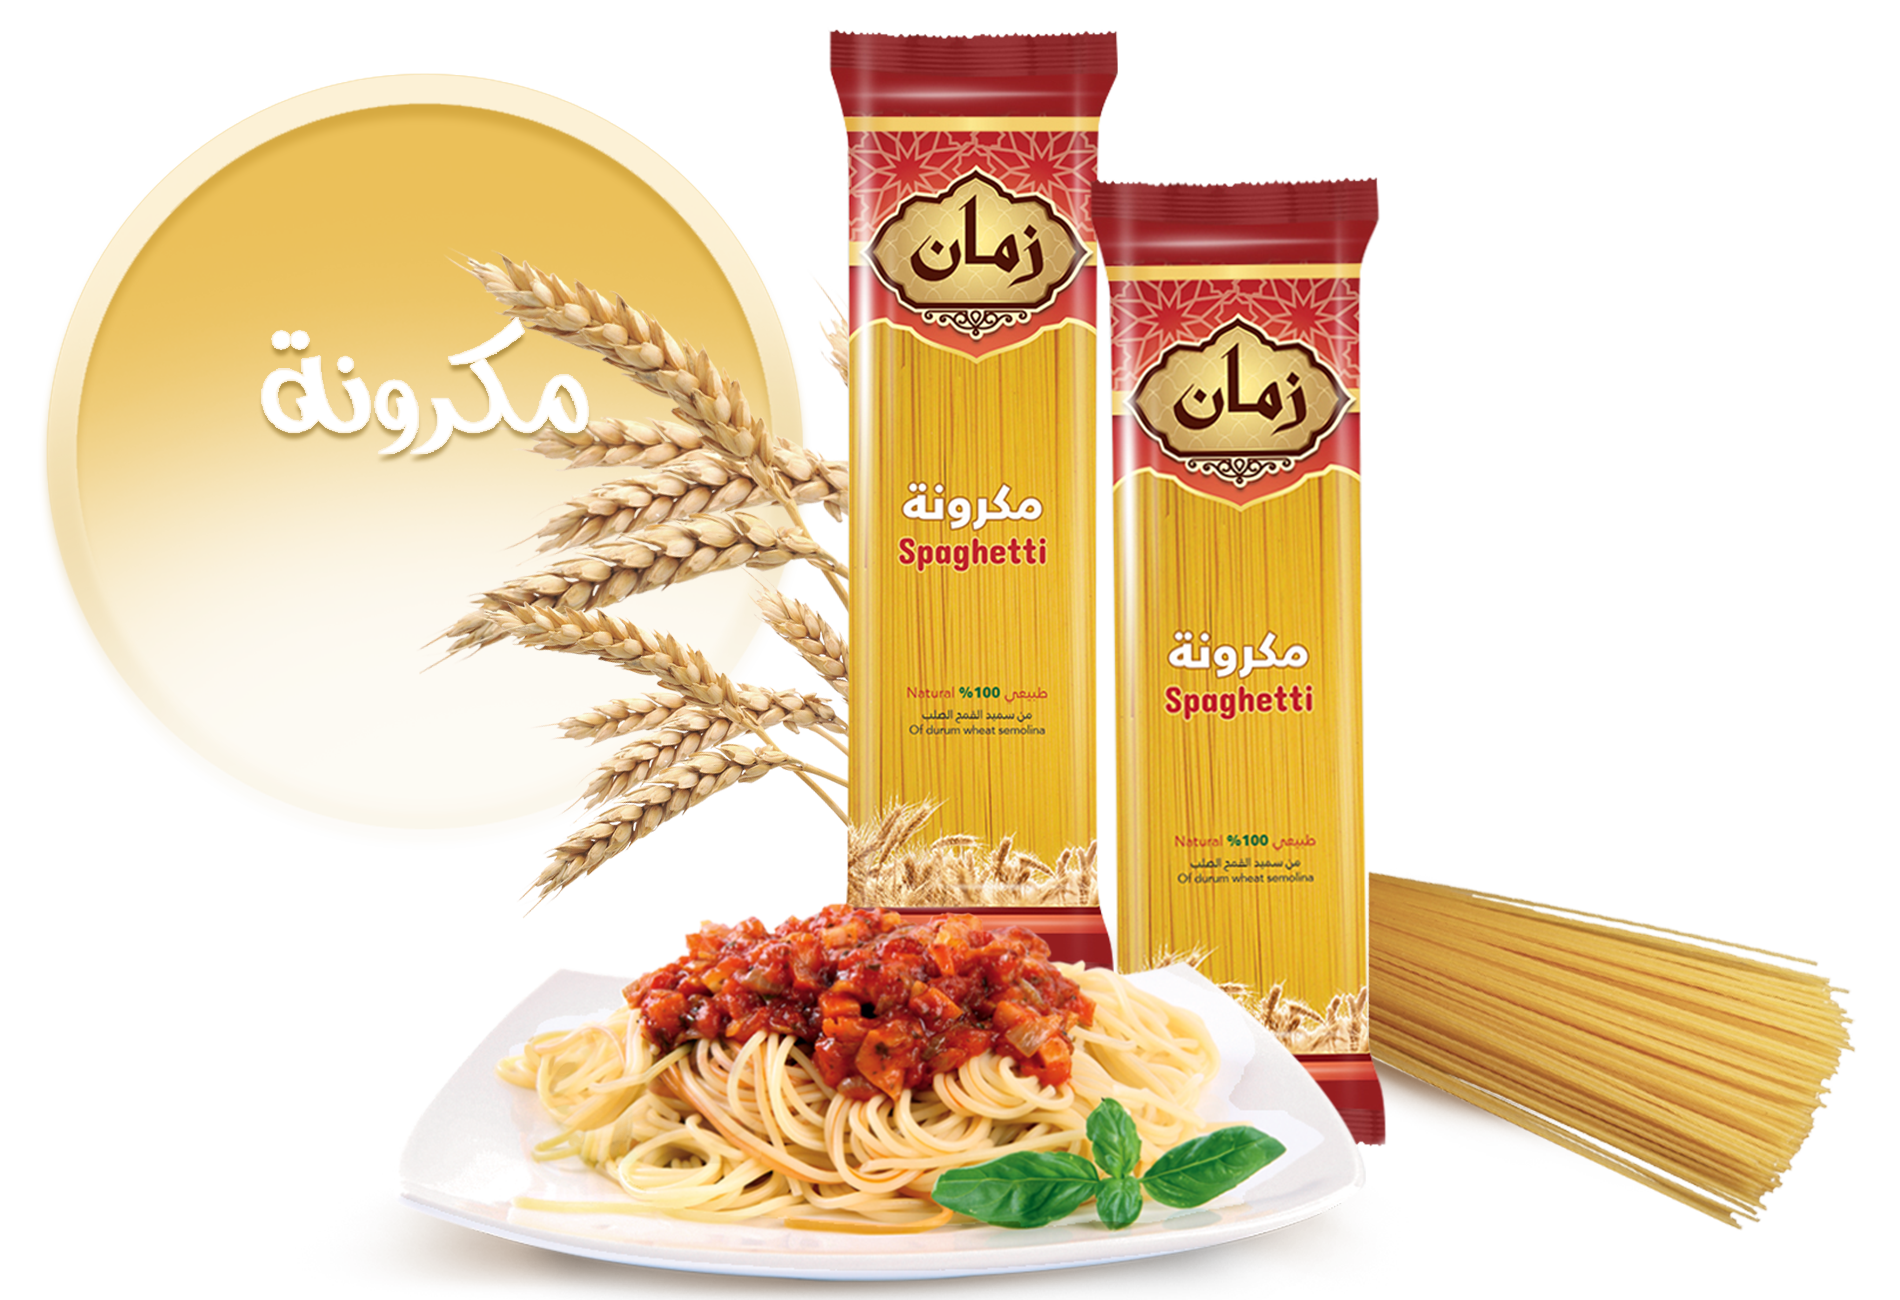 مكرونة
زمان
مكرونة
Spaghetti
Natural %100 طبيعي
من سميد القمح الصلب
Of durum wheat semolina
زمان
مكرونة
Spaghetti
Natural %100 طبيعي
من سميد القمح الصلب
Of durum wheat semolina